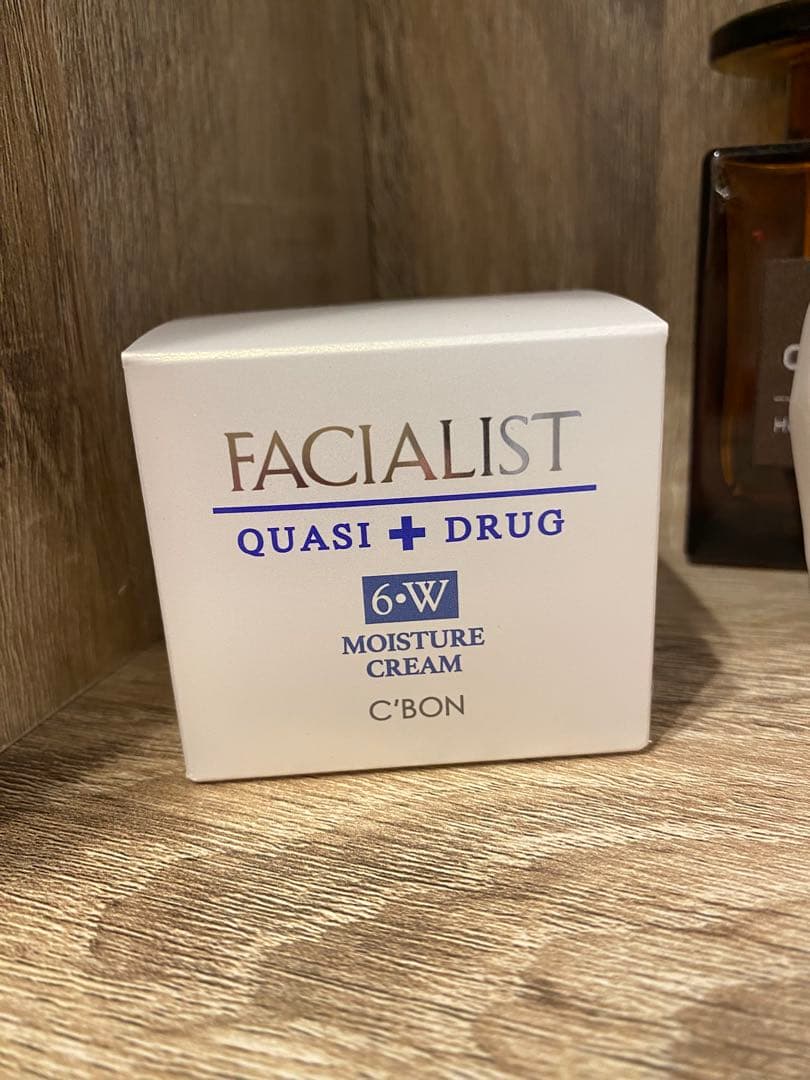 FACIALIST
QUASI ✚ DRUG
6•W
MOISTURE
CREAM
C'BON